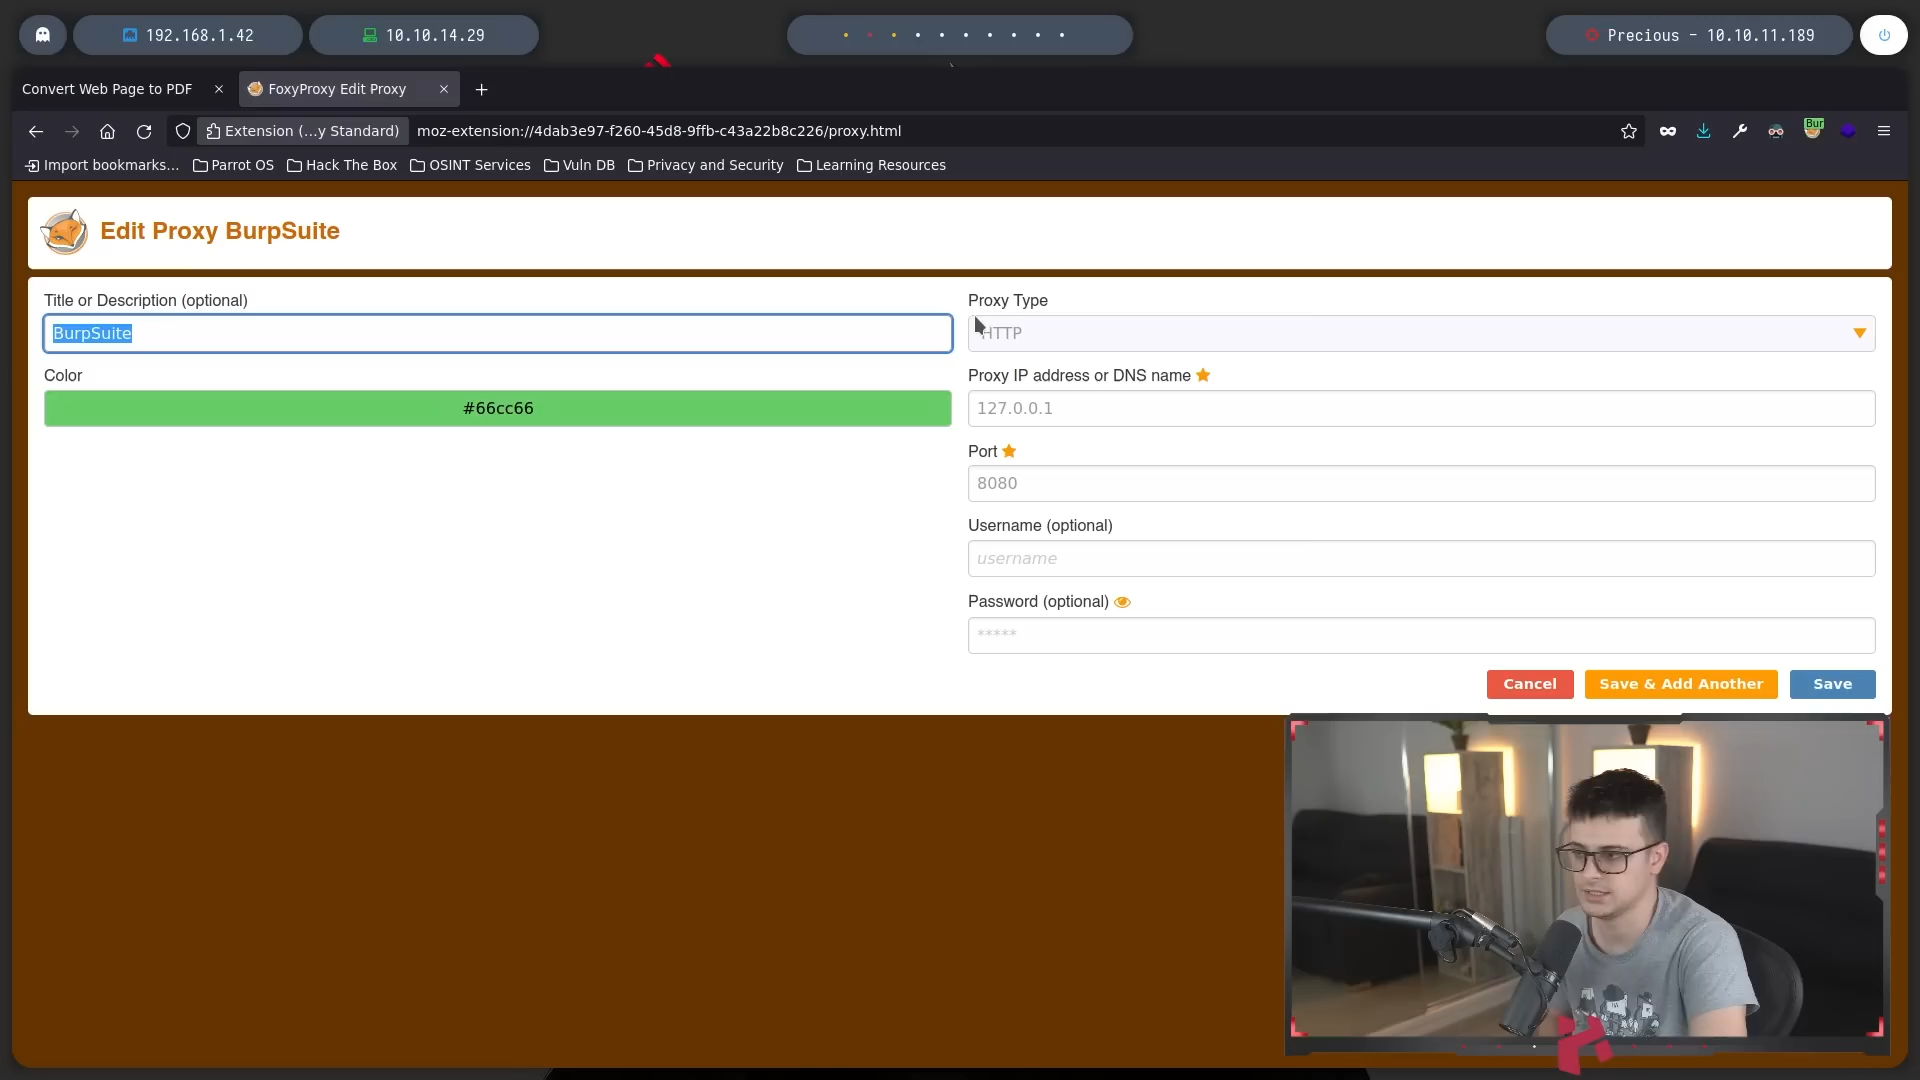 192.168.1.42
10.10.14.29
Precious - 10.10.11.189
Convert Web Page to PDF
FoxyProxy Edit Proxy
Extension (...y Standard)
moz-extension://4dab3e97-f260-45d8-9ffb-c43a22b8c226/proxy.html
Bur
Import bookmarks...
Parrot OS
Hack The Box
OSINT Services
Vuln DB
Privacy and Security
Learning Resources
Edit Proxy BurpSuite
Title or Description (optional)
BurpSuite
Color
#66cc66
Proxy Type
HTTP
Proxy IP address or DNS name
127.0.0.1
Port
8080
Username (optional)
username
Password (optional)
*****
Cancel
Save & Add Another
Save